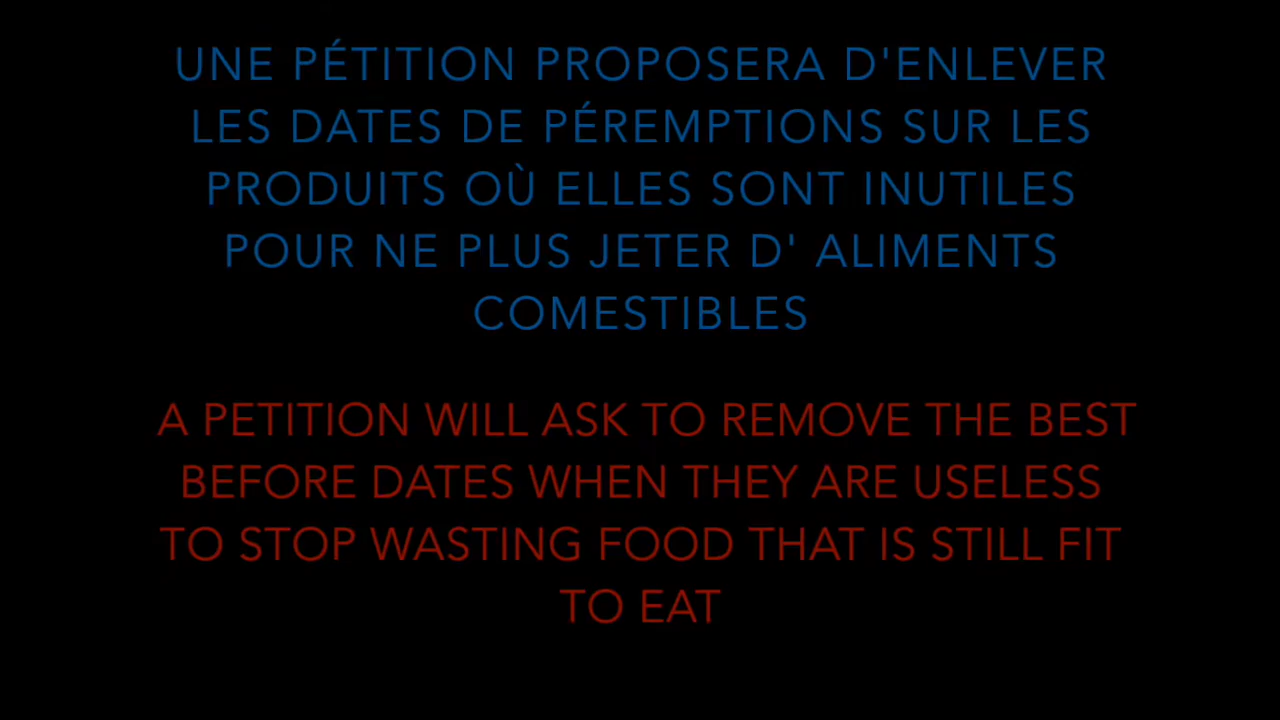 UNE PÉTITION PROPOSERA D'ENLEVER
LES DATES DE PÉREMPTIONS SUR LES
PRODUITS OÙ ELLES SONT INUTILES
POUR NE PLUS JETER D' ALIMENTS
COMESTIBLES
A PETITION WILL ASK TO REMOVE THE BEST
BEFORE DATES WHEN THEY ARE USELESS
TO STOP WASTING FOOD THAT IS STILL FIT
TO EAT